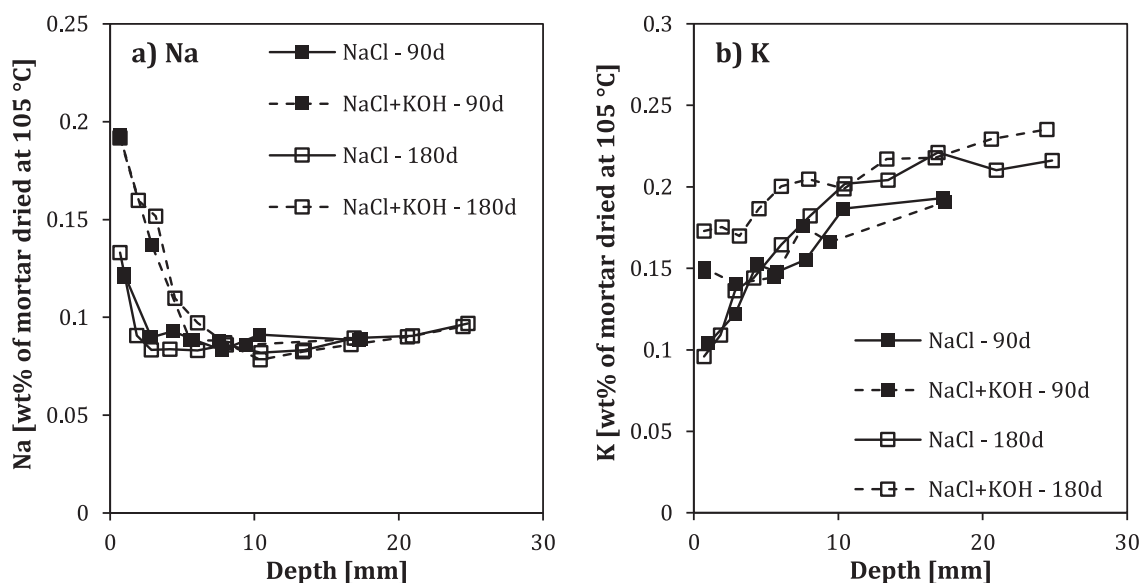 a) Na
NaCl - 90d
NaCl+KOH - 90d
NaCl - 180d
NaCl+KOH - 180d
Na [wt% of mortar dried at 105 °C]
0.25
0.2
0.15
0.1
0.05
0
0
10
20
30
Depth [mm]
b) K
NaCl - 90d
NaCl+KOH - 90d
NaCl - 180d
NaCl+KOH - 180d
K [wt% of mortar dried at 105 °C]
0.3
0.25
0.2
0.15
0.1
0.05
0
0
10
20
30
Depth [mm]